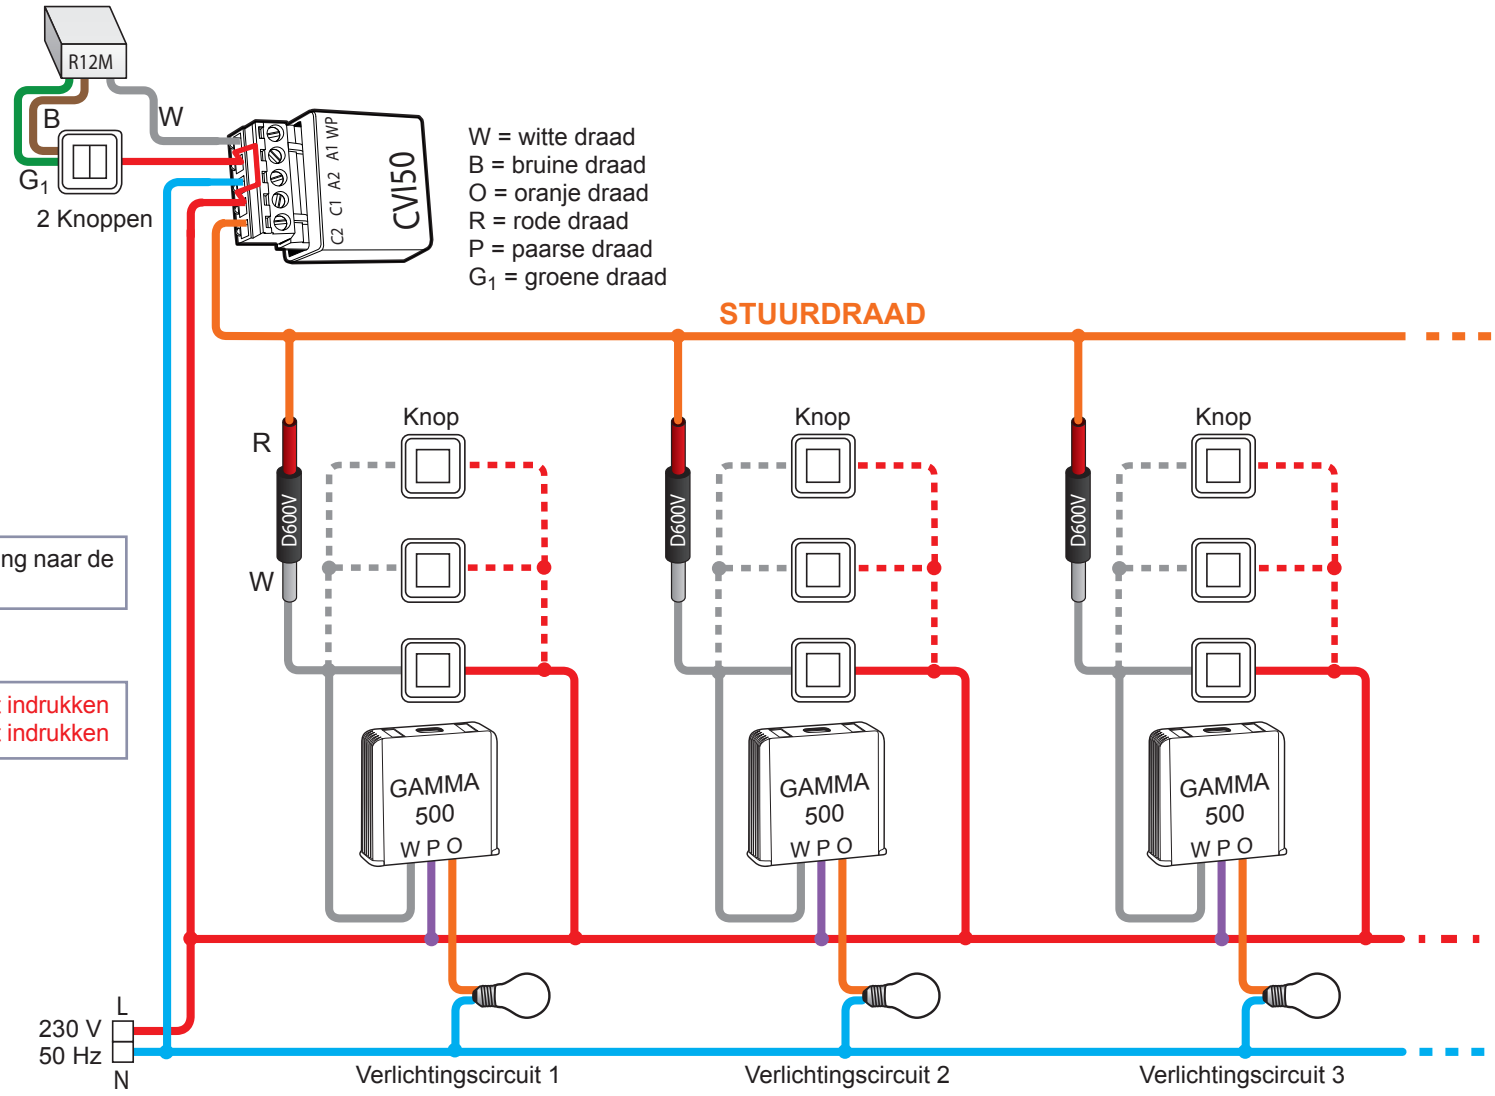 R12M
B
W
G1
2 Knoppen
WP
A1
A2
C1
C2
CVI50
W = witte draad
B = bruine draad
O = oranje draad
R = rode draad
P = paarse draad
G1 = groene draad
STUURDRAAD
Knop
Knop
Knop
R
D600V
D600V
D600V
W
ng naar de
t indrukken
t indrukken
GAMMA
500
W P O
GAMMA
500
W P O
GAMMA
500
W P O
L
230 V
50 Hz
N
Verlichtingscircuit 1
Verlichtingscircuit 2
Verlichtingscircuit 3